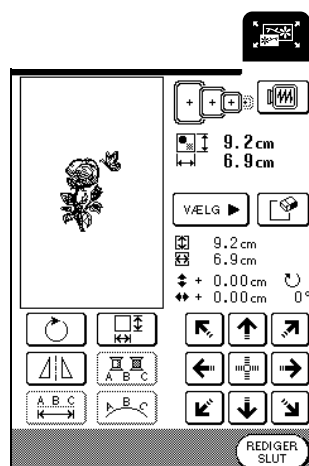 9.2cm
6.9cm
VÆLG
9.2cm
6.9cm
+ 0.00cm
+ 0.00cm 0°
A B C
A B C
A B C
REDIGER
SLUT